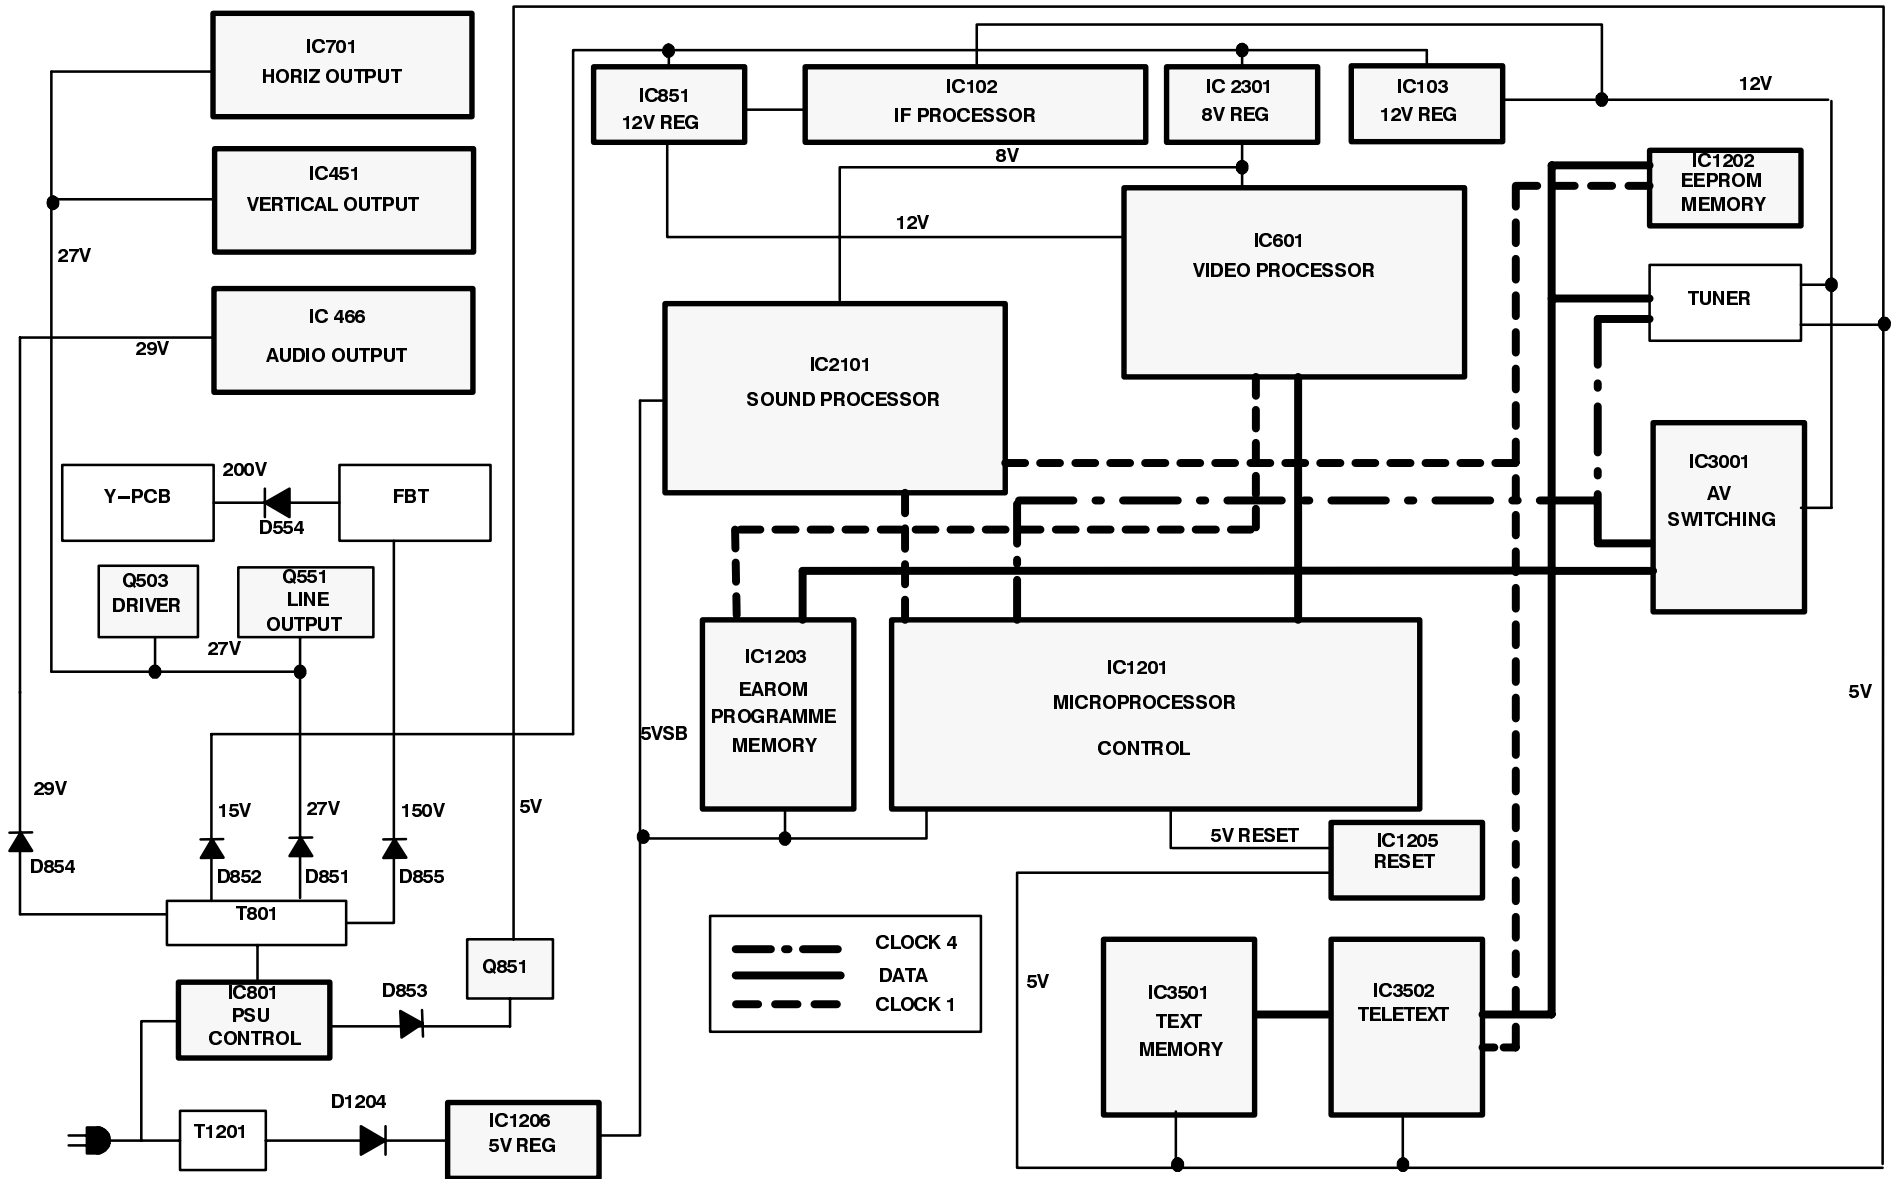 IC701
HORIZ OUTPUT
IC451
VERTICAL OUTPUT
27V
IC 466
AUDIO OUTPUT
29V
IC851
12V REG
IC102
IF PROCESSOR
IC 2301
8V REG
IC103
12V REG
12V
8V
12V
IC1202
EEPROM
MEMORY
IC601
VIDEO PROCESSOR
TUNER
IC2101
SOUND PROCESSOR
IC3001
AV
SWITCHING
Y–PCB
200V
D554
FBT
Q503
DRIVER
Q551
LINE
OUTPUT
27V
IC1203
EAROM
PROGRAMME
MEMORY
5VSB
IC1201
MICROPROCESSOR
CONTROL
5V
29V
15V
27V
150V
5V
D854
D852
D851
D855
5V RESET
IC1205
RESET
T801
CLOCK 4
DATA
CLOCK 1
Q851
IC801
PSU
CONTROL
D853
5V
IC3501
TEXT
MEMORY
IC3502
TELETEXT
D1204
T1201
IC1206
5V REG